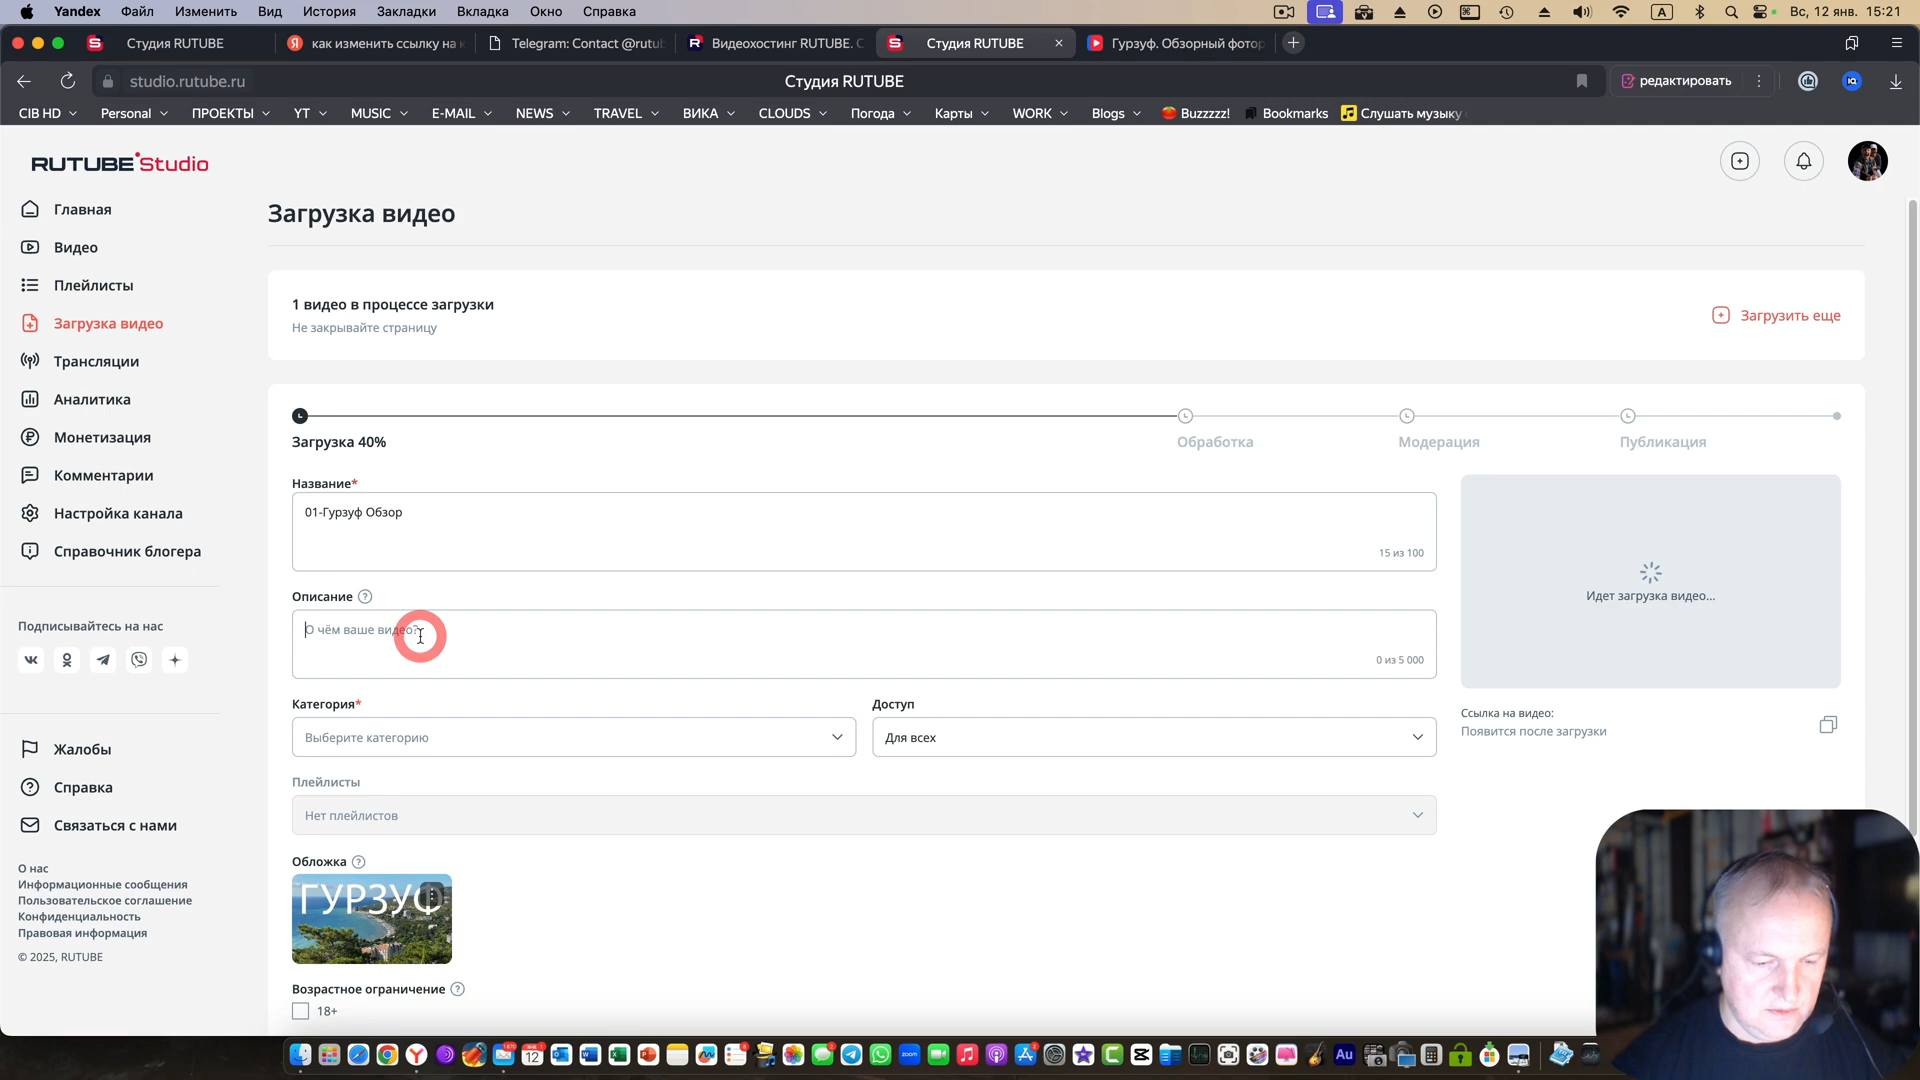 Yandex Файл Изменить Вид История Закладки Вкладка Окно Справка
A Вс, 12 янв. 15:21
Студия RUTUBE
как изменить ссылку на к
Telegram: Contact @rutub
Видеохостинг RUTUBE. С
Студия RUTUBE
Гурзуф. Обзорный фотор
studio.rutube.ru
Студия RUTUBE
редактировать
CIB HD Personal ПРОЕКТЫ YT MUSIC E-MAIL NEWS TRAVEL ВИКА CLOUDS Погода Карты WORK Blogs Buzzzzz! Bookmarks Слушать музыку
RUTUBE Studio
Главная
Видео
Плейлисты
Загрузка видео
Трансляции
Аналитика
Монетизация
Комментарии
Настройка канала
Справочник блогера
Подписывайтесь на нас
Жалобы
Справка
Связаться с нами
О нас
Информационные сообщения
Пользовательское соглашение
Конфиденциальность
Правовая информация
© 2025, RUTUBE
Загрузка видео
1 видео в процессе загрузки
Не закрывайте страницу
Загрузить еще
Загрузка 40%
Обработка
Модерация
Публикация
Название*
01-Гурзуф Обзор
15 из 100
Описание
О чём ваше видео?
0 из 5 000
Категория*
Выберите категорию
Доступ
Для всех
Плейлисты
Нет плейлистов
Обложка
ГУРЗУФ
Возрастное ограничение
18+
Идет загрузка видео...
Ссылка на видео:
Появится после загрузки